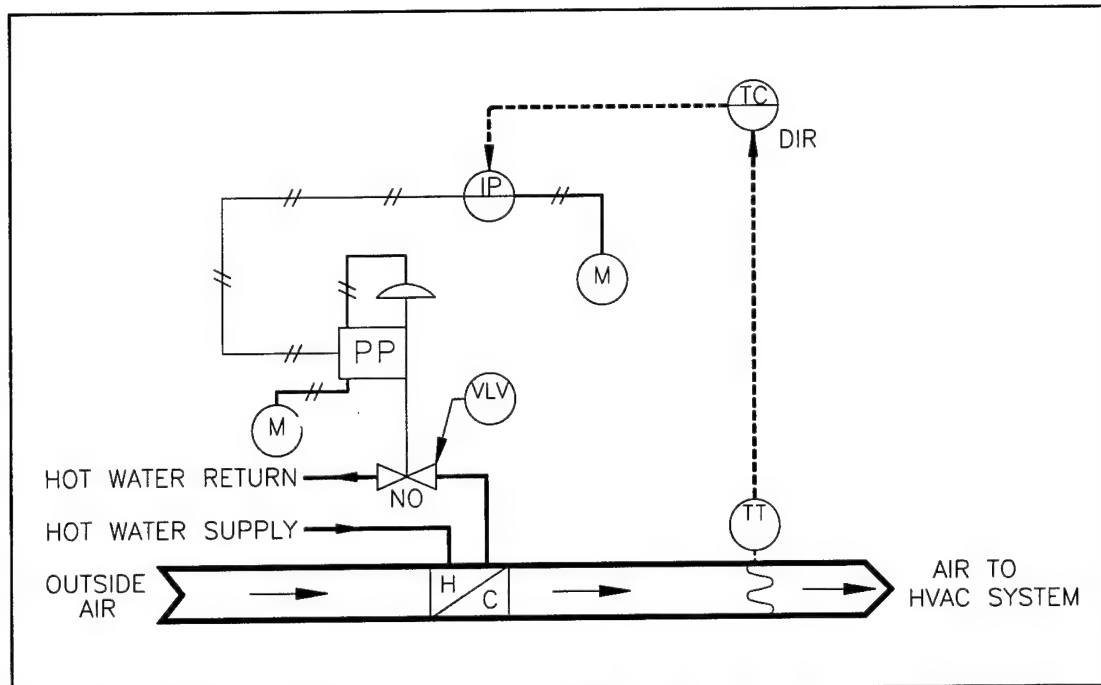 TC
DIR
IP
M
PP
VLV
M
HOT WATER RETURN
NO
HOT WATER SUPPLY
TT
OUTSIDE
AIR
H
C
AIR TO
HVAC SYSTEM